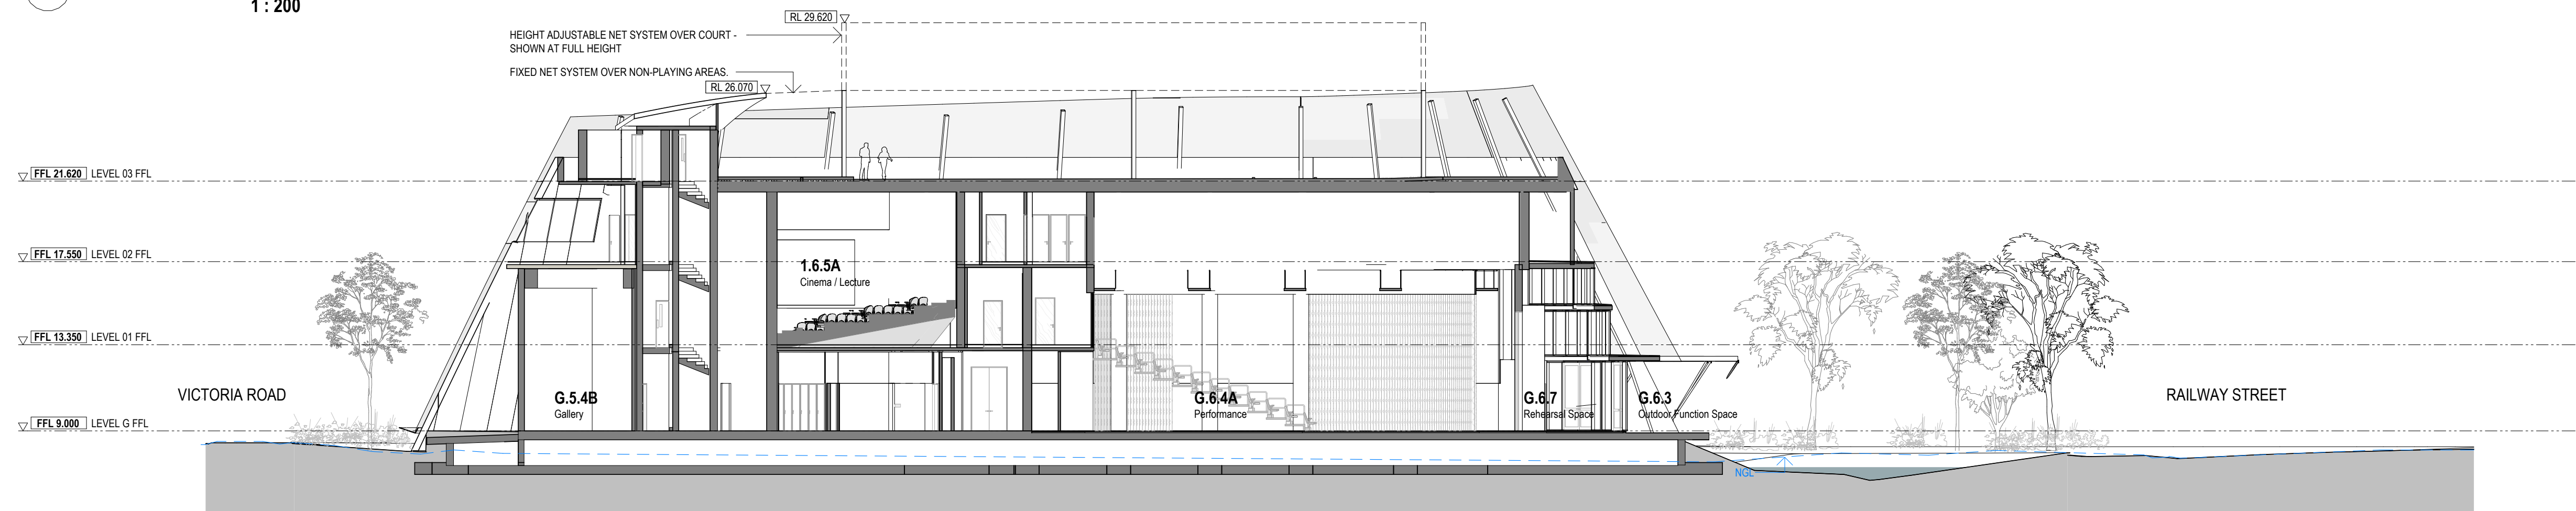 1 : 200
RL 29.620
HEIGHT ADJUSTABLE NET SYSTEM OVER COURT -
SHOWN AT FULL HEIGHT
FIXED NET SYSTEM OVER NON-PLAYING AREAS.
RL 26.070
FFL 21.620 LEVEL 03 FFL
FFL 17.550 LEVEL 02 FFL
1.6.5A
Cinema / Lecture
FFL 13.350 LEVEL 01 FFL
VICTORIA ROAD
RAILWAY STREET
G.5.4B
Gallery
G.6.4A
Performance
G.6.7
Rehearsal Space
G.6.3
Outdoor Function Space
FFL 9.000 LEVEL G FFL
NGL